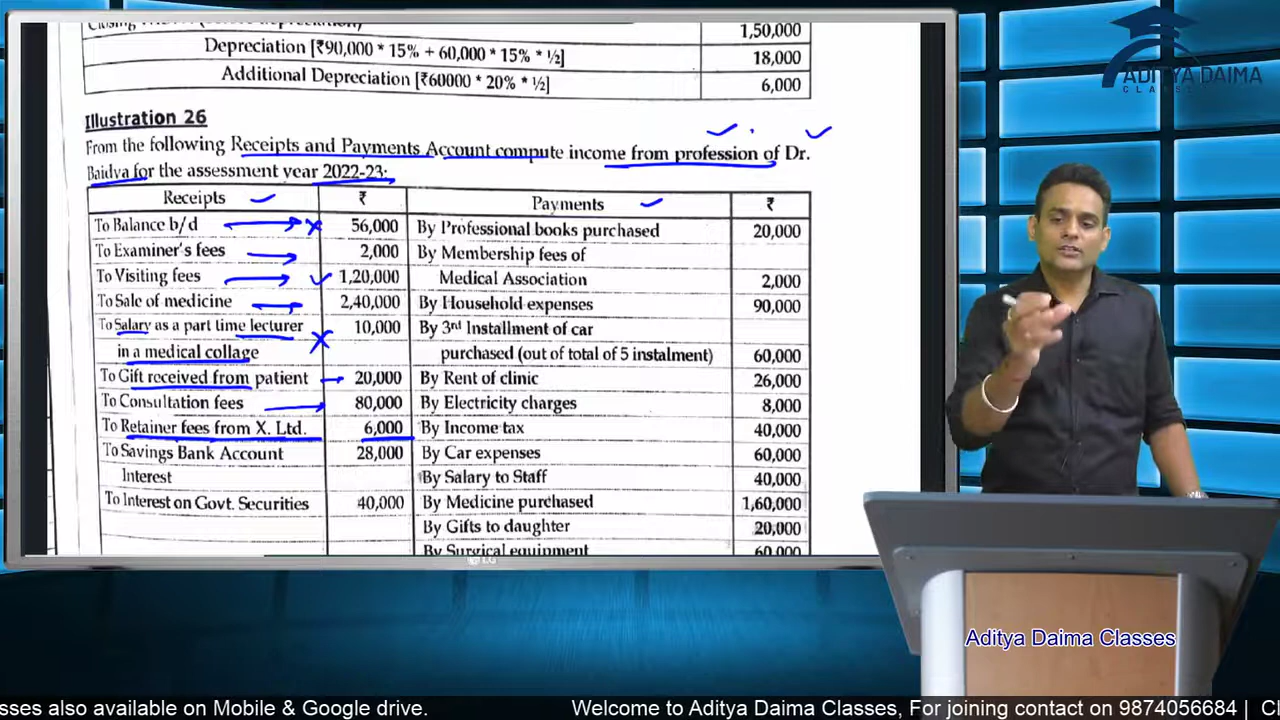 1,50,000
Depreciation [₹90,000 * 15% + 60,000 * 15% * ½] 18,000
Additional Depreciation [₹60000 * 20% * ½] 6,000
Illustration 26
From the following Receipts and Payments Account compute income from profession of Dr.
Baidya for the assessment year 2022-23:
Receipts ₹ Payments ₹
To Balance b/d 56,000 By Professional books purchased 20,000
To Examiner's fees 2,000 By Membership fees of
To Visiting fees 1,20,000 Medical Association 2,000
To Sale of medicine 2,40,000 By Household expenses 90,000
To Salary as a part time lecturer 10,000 By 3rd Installment of car
in a medical collage purchased (out of total of 5 instalment) 60,000
To Gift received from patient 20,000 By Rent of clinic 26,000
To Consultation fees 80,000 By Electricity charges 8,000
To Retainer fees from X. Ltd. 6,000 By Income tax 40,000
To Savings Bank Account 28,000 By Car expenses 60,000
Interest By Salary to Staff 40,000
To Interest on Govt. Securities 40,000 By Medicine purchased 1,60,000
By Gifts to daughter 20,000
By Surgical equipment 60,000
LG
ADITYA DAIMA
CLASSES
Aditya Daima Classes
sses also available on Mobile & Google drive. Welcome to Aditya Daima Classes, For joining contact on 9874056684 | Cl